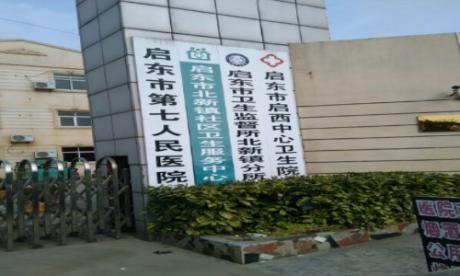 启东市第七人民医院
启东市北新镇社区卫生服务中心
启东市卫生监督所北新镇分所
启东市启西中心卫生院
医院